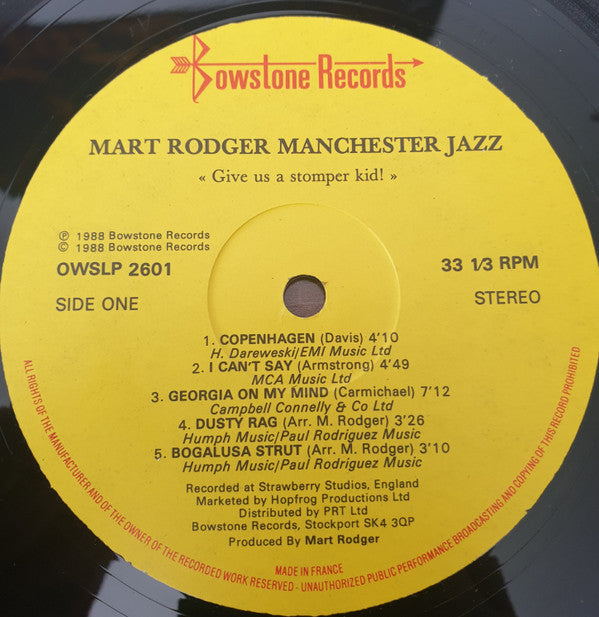 Bowstone Records
MART RODGER MANCHESTER JAZZ
« Give us a stomper kid! »
℗ 1988 Bowstone Records
© 1988 Bowstone Records
OWSLP 2601
33 1/3 RPM
SIDE ONE
STEREO
1. COPENHAGEN (Davis) 4'10
H. Dareweski/EMI Music Ltd
2. I CAN'T SAY (Armstrong) 4'49
MCA Music Ltd
3. GEORGIA ON MY MIND (Carmichael) 7'12
Campbell Connelly & Co Ltd
4. DUSTY RAG (Arr. M. Rodger) 3'26
Humph Music/Paul Rodriguez Music
5. BOGALUSA STRUT (Arr. M. Rodger) 3'10
Humph Music/Paul Rodriguez Music
Recorded at Strawberry Studios, England
Marketed by Hopfrog Productions Ltd
Distributed by PRT Ltd
Bowstone Records, Stockport SK4 3QP
Produced By Mart Rodger
MADE IN FRANCE
ALL RIGHTS OF THE MANUFACTURER AND OF THE OWNER OF THE RECORDED WORK RESERVED - UNAUTHORIZED PUBLIC PERFORMANCE BROADCASTING AND COPYING OF THIS RECORD PROHIBITED